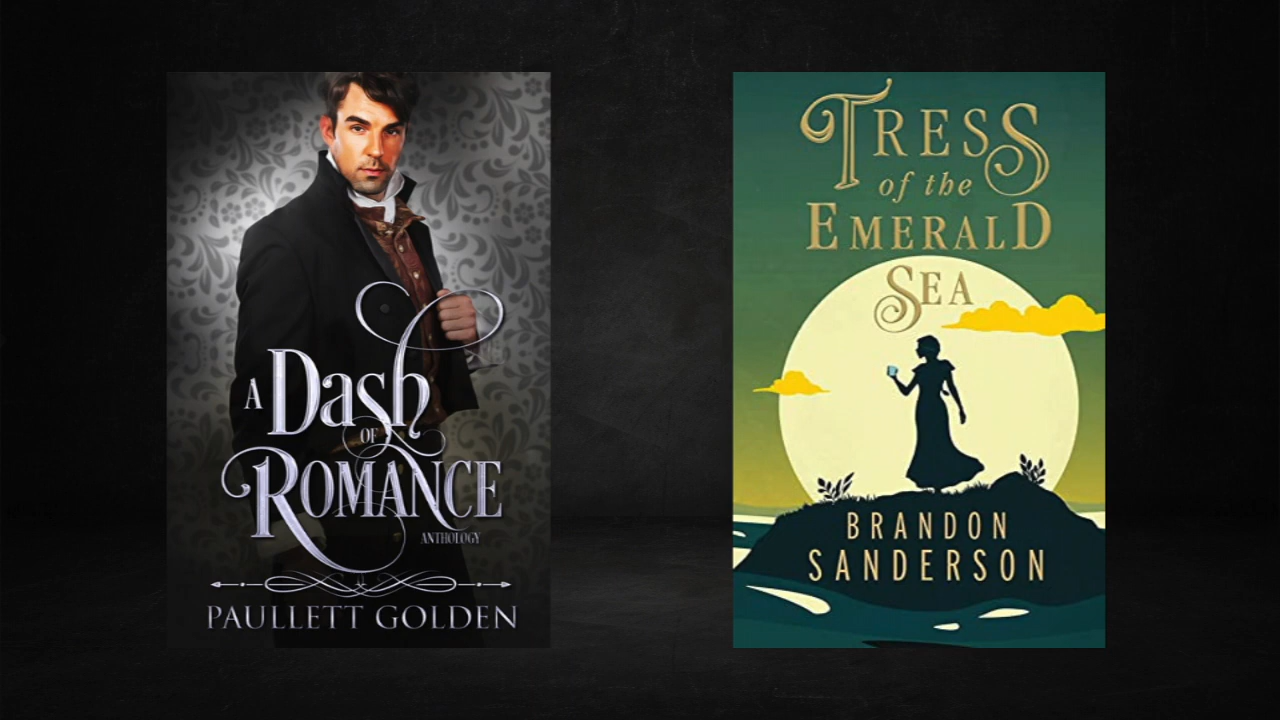 A Dash
OF
ROMANCE
ANTHOLOGY
PAULLETT GOLDEN
TRESS
of the
EMERALD
SEA
BRANDON
SANDERSON